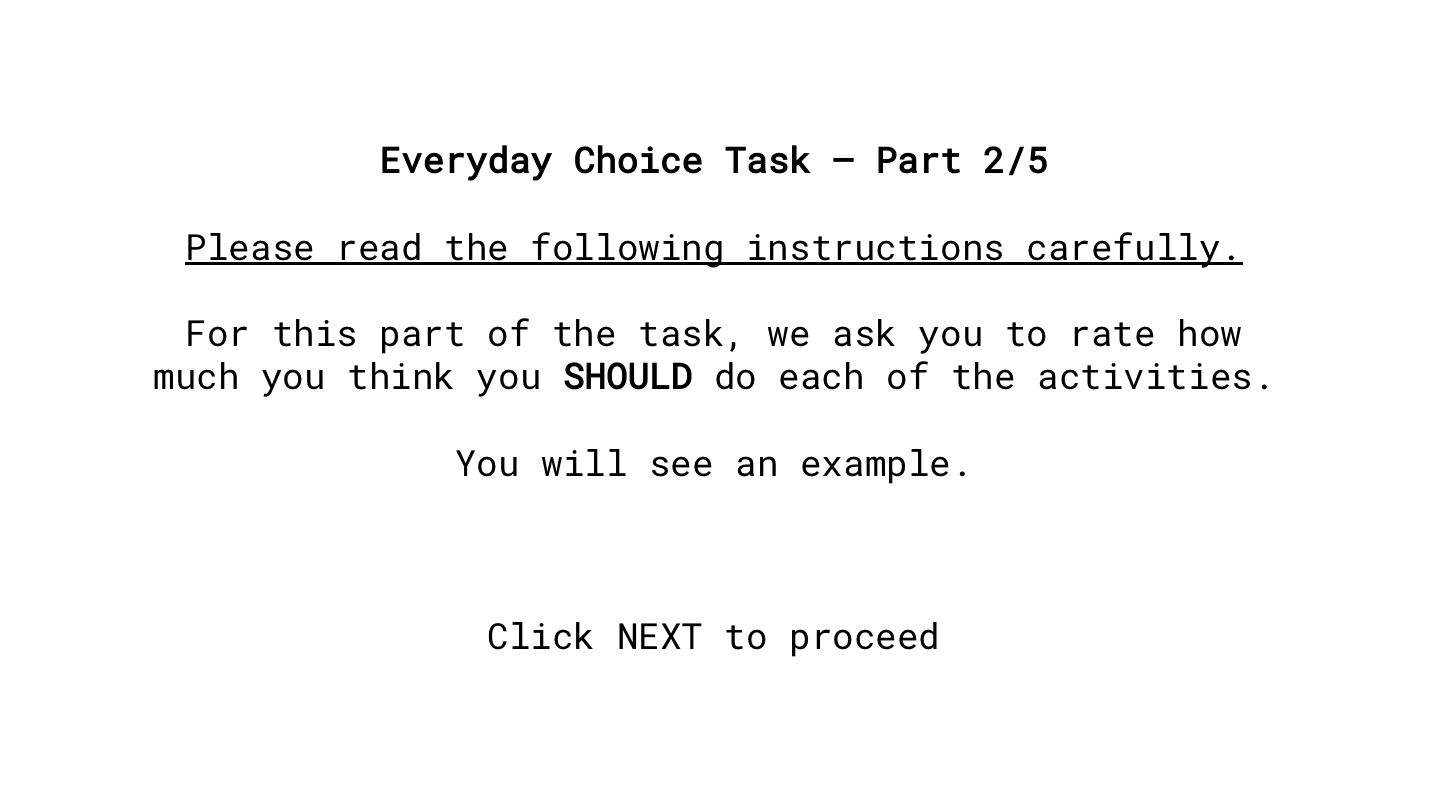 Everyday Choice Task – Part 2/5
Please read the following instructions carefully.
For this part of the task, we ask you to rate how
much you think you SHOULD do each of the activities.
You will see an example.
Click NEXT to proceed